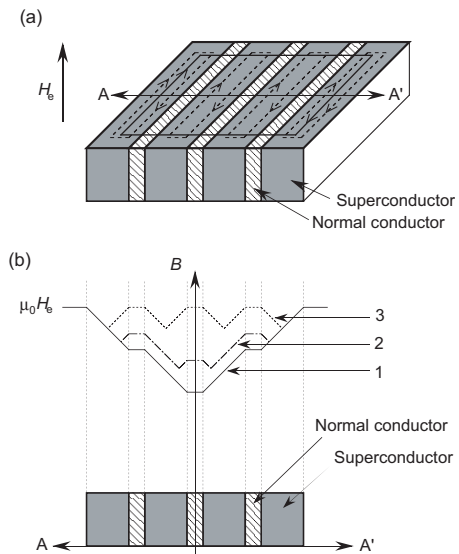 (a)
Hₑ
A A'
Superconductor
Normal conductor
(b)
B
μ₀Hₑ
3
2
1
Normal conductor
Superconductor
A A'